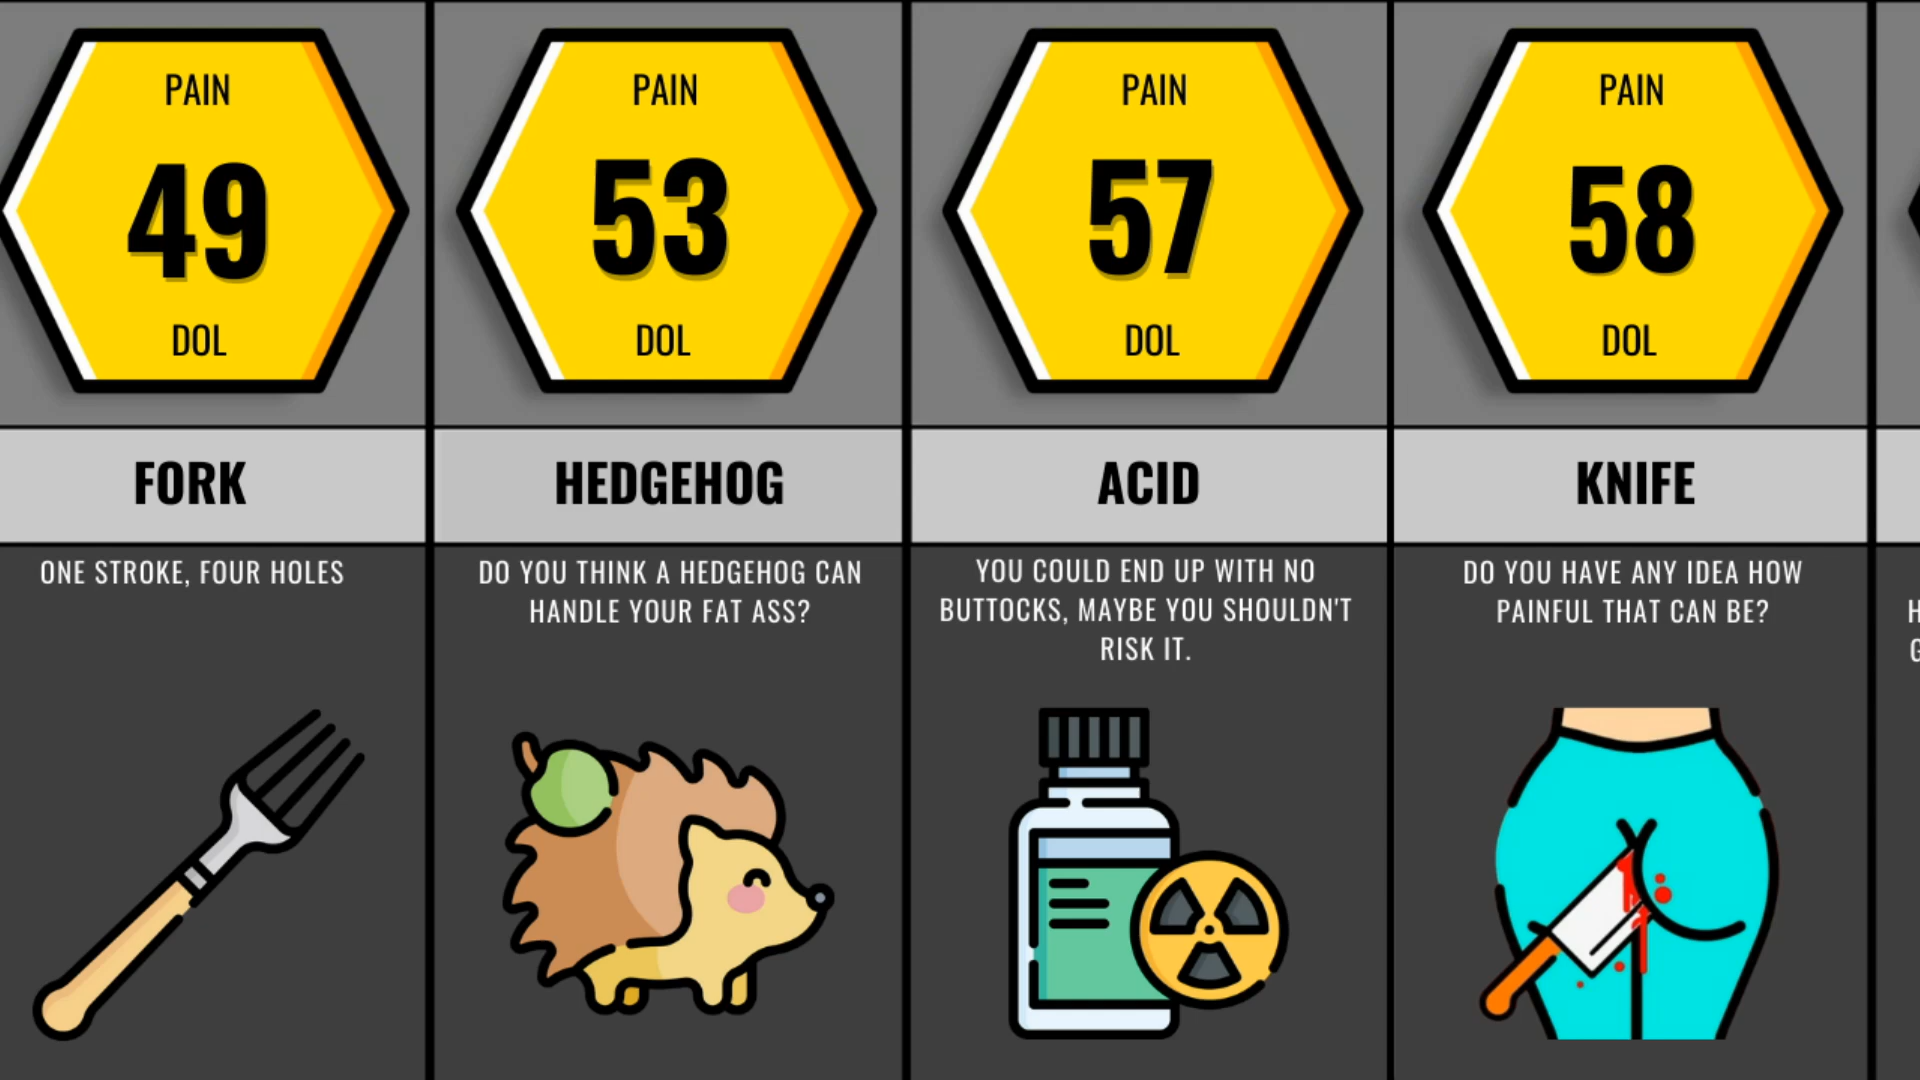 PAIN
49
DOL
FORK
ONE STROKE, FOUR HOLES
PAIN
53
DOL
HEDGEHOG
DO YOU THINK A HEDGEHOG CAN
HANDLE YOUR FAT ASS?
PAIN
57
DOL
ACID
YOU COULD END UP WITH NO
BUTTOCKS, MAYBE YOU SHOULDN'T
RISK IT.
PAIN
58
DOL
KNIFE
DO YOU HAVE ANY IDEA HOW
PAINFUL THAT CAN BE?